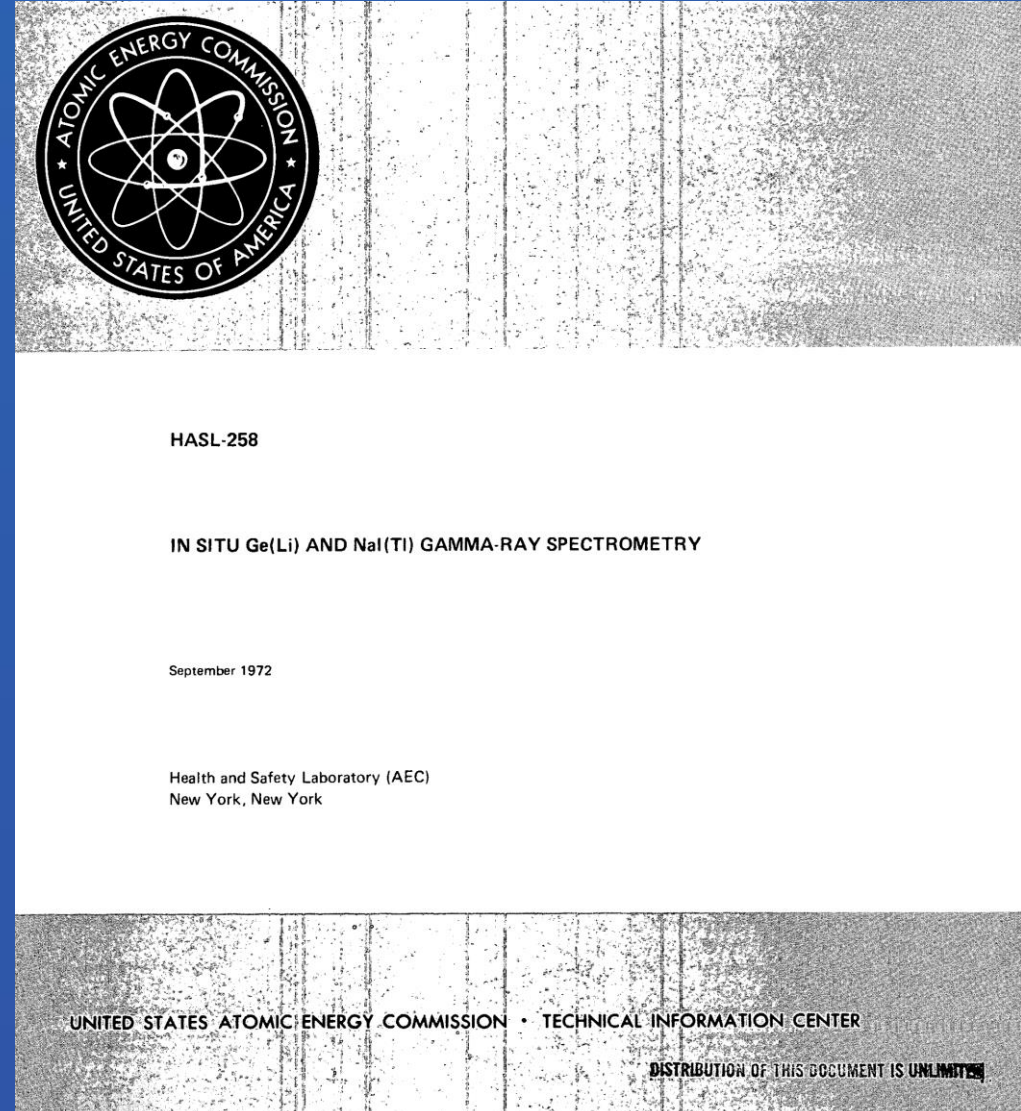 ATOMIC ENERGY COMMISSION
UNITED STATES OF AMERICA
HASL-258
IN SITU Ge(Li) AND NaI(Tl) GAMMA-RAY SPECTROMETRY
September 1972
Health and Safety Laboratory (AEC)
New York, New York
UNITED STATES ATOMIC ENERGY COMMISSION • TECHNICAL INFORMATION CENTER
DISTRIBUTION OF THIS DOCUMENT IS UNLIMITED